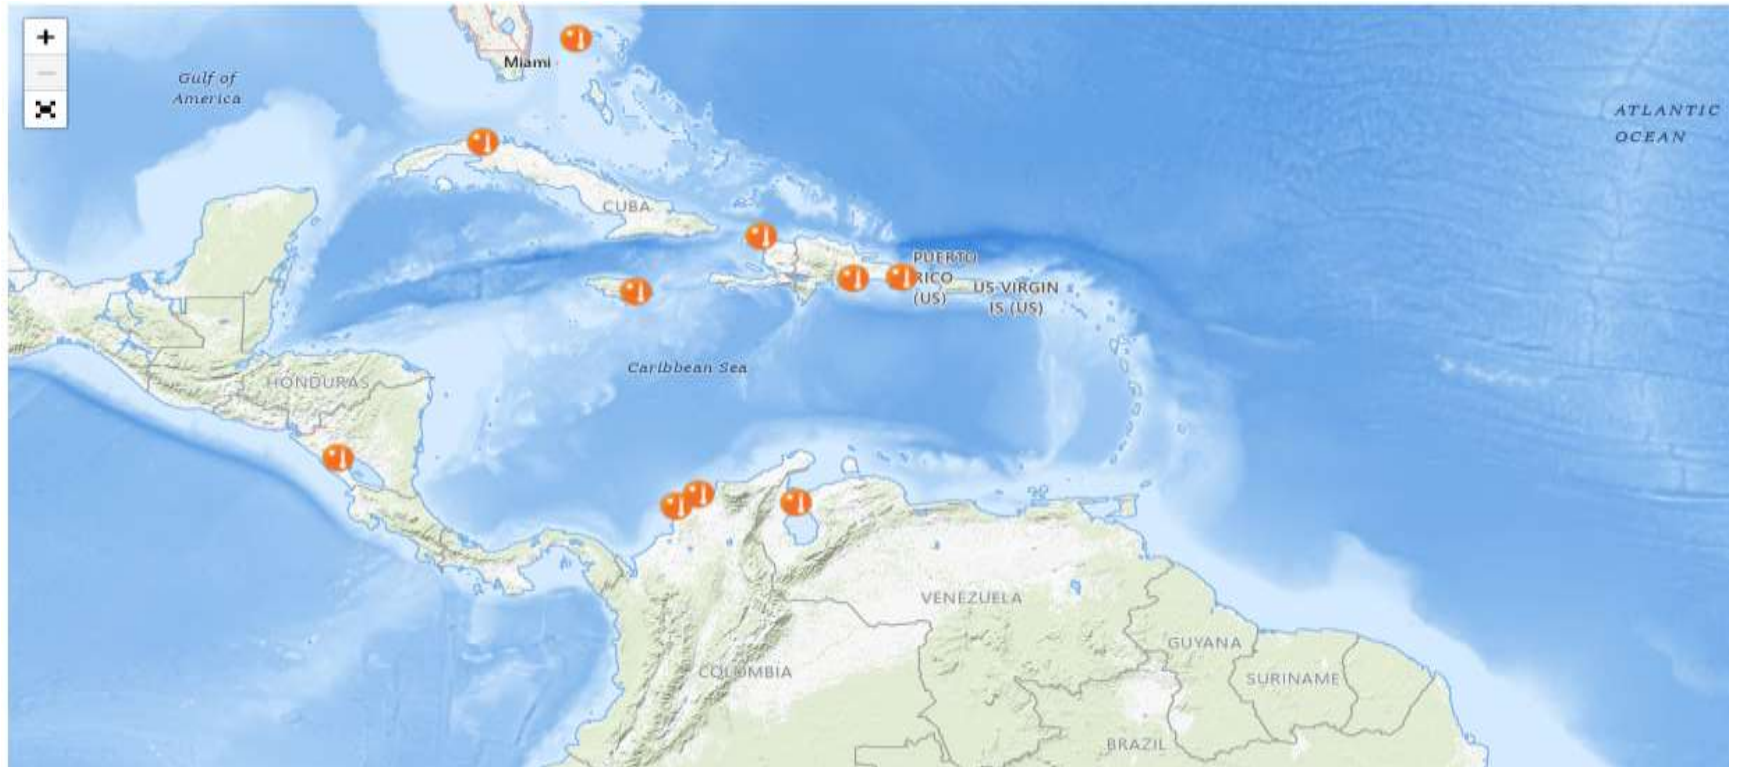 +
−
Gulf of
America
Miami
ATLANTIC
OCEAN
CUBA
PUERTO
RICO
(US)
US VIRGIN
IS (US)
Caribbean Sea
HONDURAS
VENEZUELA
GUYANA
COLOMBIA
SURINAME
BRAZIL